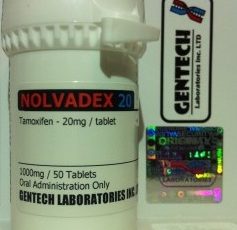 NOLVADEX 20
Tamoxifen - 20mg / tablet
1000mg / 50 Tablets
Oral Administration Only
GENTECH LABORATORIES INC.
GENTECH
Laboratories Inc. LTD
ORIGINAL
LABORATORIES